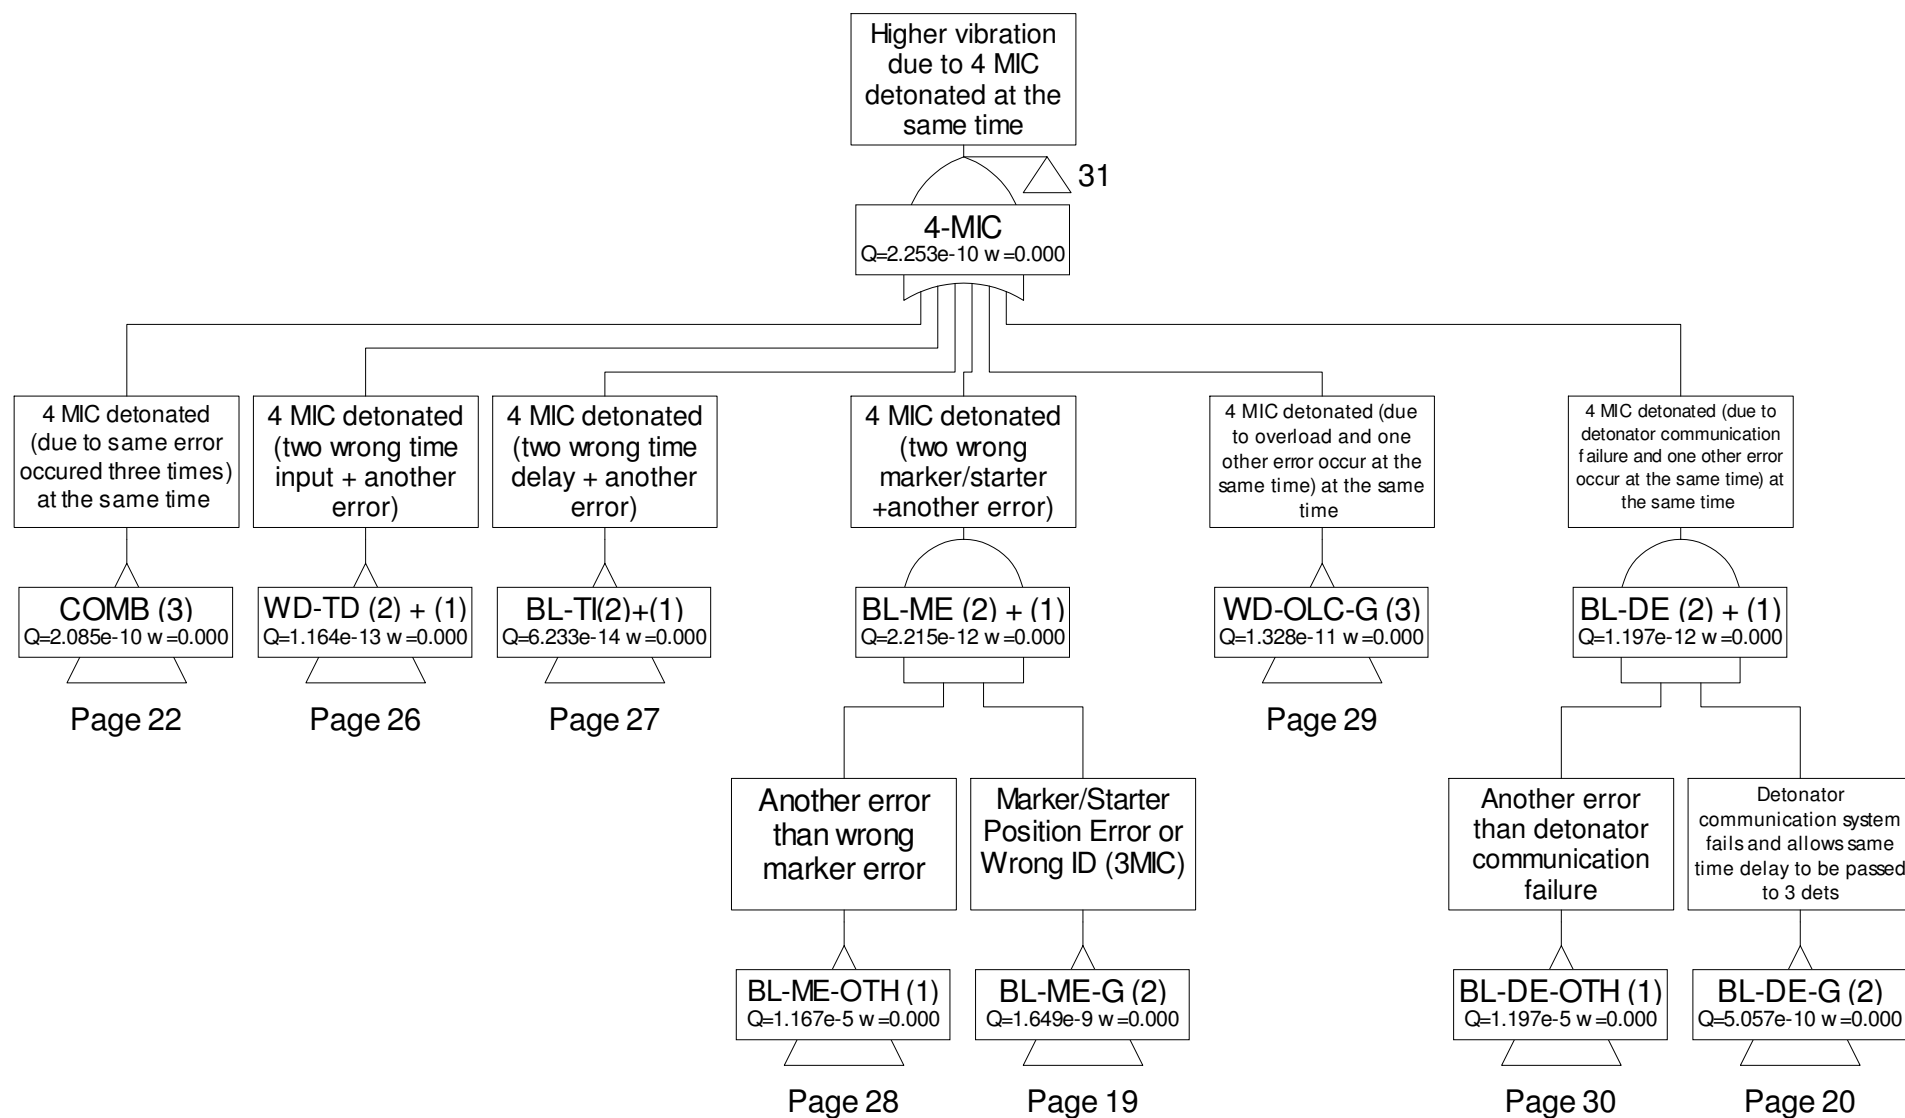 Higher vibration
due to 4 MIC
detonated at the
same time
31
4-MIC
Q=2.253e-10 w=0.000
4 MIC detonated
(due to same error
occured three times)
at the same time
COMB (3)
Q=2.085e-10 w=0.000
Page 22
4 MIC detonated
(two wrong time
input + another
error)
WD-TD (2) + (1)
Q=1.164e-13 w=0.000
Page 26
4 MIC detonated
(two wrong time
delay + another
error)
BL-TI(2)+(1)
Q=6.233e-14 w=0.000
Page 27
4 MIC detonated
(two wrong
marker/starter
+another error)
BL-ME (2) + (1)
Q=2.215e-12 w=0.000
4 MIC detonated (due
to overload and one
other error occur at the
same time) at the same
time
WD-OLC-G (3)
Q=1.328e-11 w=0.000
Page 29
4 MIC detonated (due to
detonator communication
failure and one other error
occur at the same time) at
the same time
BL-DE (2) + (1)
Q=1.197e-12 w=0.000
Another error
than wrong
marker error
BL-ME-OTH (1)
Q=1.167e-5 w=0.000
Page 28
Marker/Starter
Position Error or
Wrong ID (3MIC)
BL-ME-G (2)
Q=1.649e-9 w=0.000
Page 19
Another error
than detonator
communication
failure
BL-DE-OTH (1)
Q=1.197e-5 w=0.000
Page 30
Detonator
communication system
fails and allows same
time delay to be passed
to 3 dets
BL-DE-G (2)
Q=5.057e-10 w=0.000
Page 20